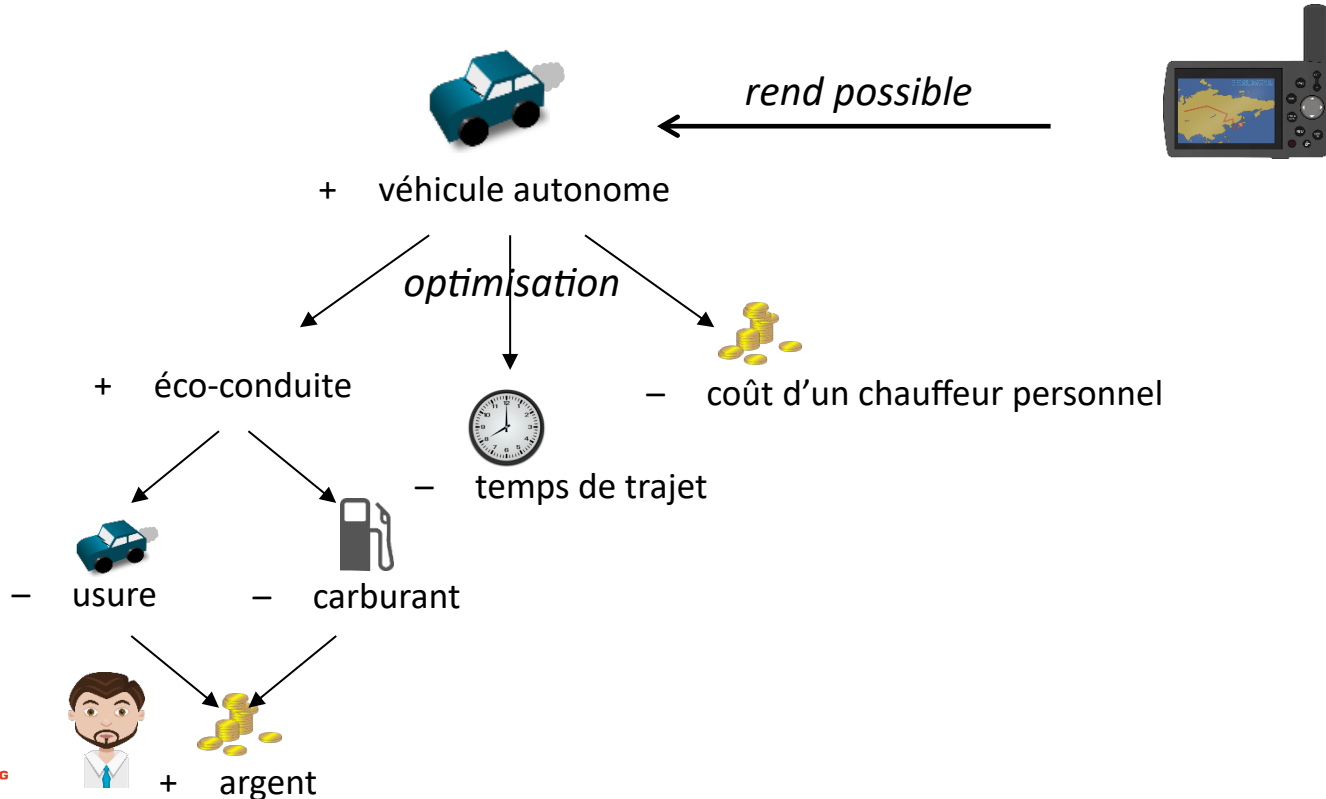 rend possible
+ véhicule autonome
optimisation
+ éco-conduite
– coût d’un chauffeur personnel
– temps de trajet
– usure
– carburant
+ argent
G